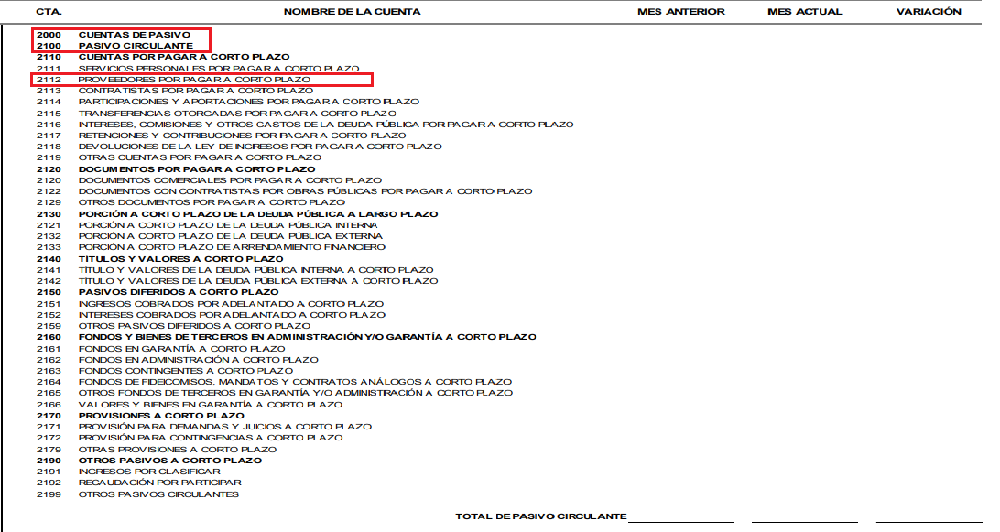 CTA. NOMBRE DE LA CUENTA MES ANTERIOR MES ACTUAL VARIACIÓN
2000 CUENTAS DE PASIVO
2100 PASIVO CIRCULANTE
2110 CUENTAS POR PAGAR A CORTO PLAZO
2111 SERVICIOS PERSONALES POR PAGAR A CORTO PLAZO
2112 PROVEEDORES POR PAGAR A CORTO PLAZO
2113 CONTRATISTAS POR PAGAR A CORTO PLAZO
2114 PARTICIPACIONES Y APORTACIONES POR PAGAR A CORTO PLAZO
2115 TRANSFERENCIAS OTORGADAS POR PAGAR A CORTO PLAZO
2116 INTERESES, COMISIONES Y OTROS GASTOS DE LA DEUDA PÚBLICA POR PAGAR A CORTO PLAZO
2117 RETENCIONES Y CONTRIBUCIONES POR PAGAR A CORTO PLAZO
2118 DEVOLUCIONES DE LA LEY DE INGRESOS POR PAGAR A CORTO PLAZO
2119 OTRAS CUENTAS POR PAGAR A CORTO PLAZO
2120 DOCUMENTOS POR PAGAR A CORTO PLAZO
2120 DOCUMENTOS COMERCIALES POR PAGAR A CORTO PLAZO
2122 DOCUMENTOS CON CONTRATISTAS POR OBRAS PÚBLICAS POR PAGAR A CORTO PLAZO
2129 OTROS DOCUMENTOS POR PAGAR A CORTO PLAZO
2130 PORCIÓN A CORTO PLAZO DE LA DEUDA PÚBLICA A LARGO PLAZO
2121 PORCIÓN A CORTO PLAZO DE LA DEUDA PÚBLICA INTERNA
2132 PORCIÓN A CORTO PLAZO DE LA DEUDA PÚBLICA EXTERNA
2133 PORCIÓN A CORTO PLAZO DE ARRENDAMIENTO FINANCIERO
2140 TÍTULOS Y VALORES A CORTO PLAZO
2141 TÍTULO Y VALORES DE LA DEUDA PÚBLICA INTERNA A CORTO PLAZO
2142 TÍTULO Y VALORES DE LA DEUDA PÚBLICA EXTERNA A CORTO PLAZO
2150 PASIVOS DIFERIDOS A CORTO PLAZO
2151 INGRESOS COBRADOS POR ADELANTADO A CORTO PLAZO
2152 INTERESES COBRADOS POR ADELANTADO A CORTO PLAZO
2159 OTROS PASIVOS DIFERIDOS A CORTO PLAZO
2160 FONDOS Y BIENES DE TERCEROS EN ADMINISTRACIÓN Y/O GARANTÍA A CORTO PLAZO
2161 FONDOS EN GARANTÍA A CORTO PLAZO
2162 FONDOS EN ADMINISTRACIÓN A CORTO PLAZO
2163 FONDOS CONTINGENTES A CORTO PLAZO
2164 FONDOS DE FIDEICOMISOS, MANDATOS Y CONTRATOS ANÁLOGOS A CORTO PLAZO
2165 OTROS FONDOS DE TERCEROS EN GARANTÍA Y/O ADMINISTRACIÓN A CORTO PLAZO
2166 VALORES Y BIENES EN GARANTÍA A CORTO PLAZO
2170 PROVISIONES A CORTO PLAZO
2171 PROVISIÓN PARA DEMANDAS Y JUICIOS A CORTO PLAZO
2172 PROVISIÓN PARA CONTINGENCIAS A CORTO PLAZO
2179 OTRAS PROVISIONES A CORTO PLAZO
2190 OTROS PASIVOS A CORTO PLAZO
2191 INGRESOS POR CLASIFICAR
2192 RECAUDACIÓN POR PARTICIPAR
2199 OTROS PASIVOS CIRCULANTES
TOTAL DE PASIVO CIRCULANTE